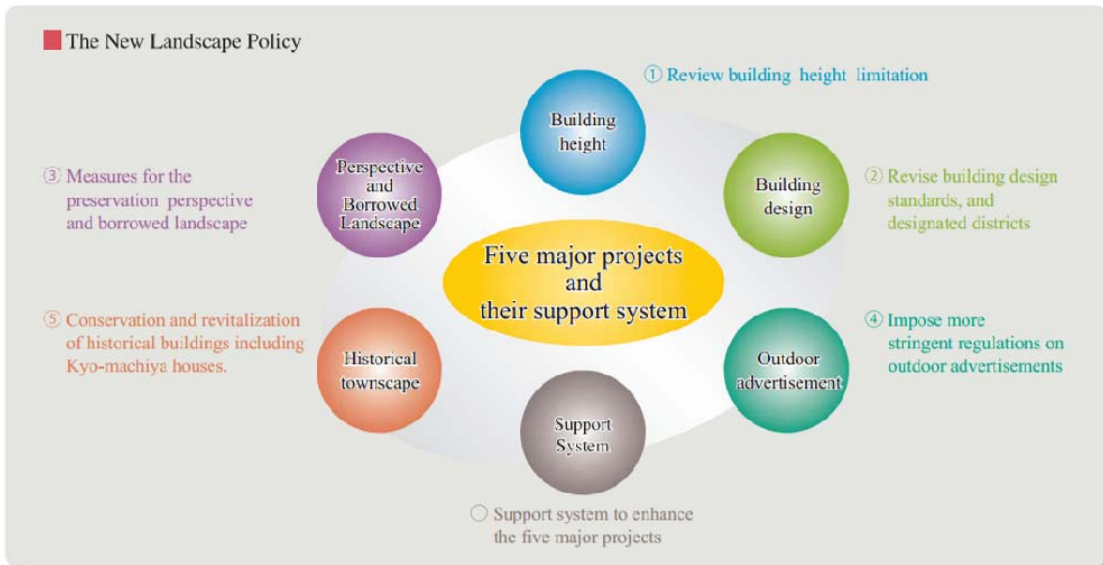 The New Landscape Policy
① Review building height limitation
Building
height
Perspective
and
Borrowed
Landscape
③ Measures for the
preservation perspective
and borrowed landscape
Building
design
② Revise building design
standards, and
designated districts
Five major projects
and
their support system
⑤ Conservation and revitalization
of historical buildings including
Kyo-machiya houses.
Historical
townscape
Outdoor
advertisement
④ Impose more
stringent regulations on
outdoor advertisements
Support
System
○ Support system to enhance
the five major projects